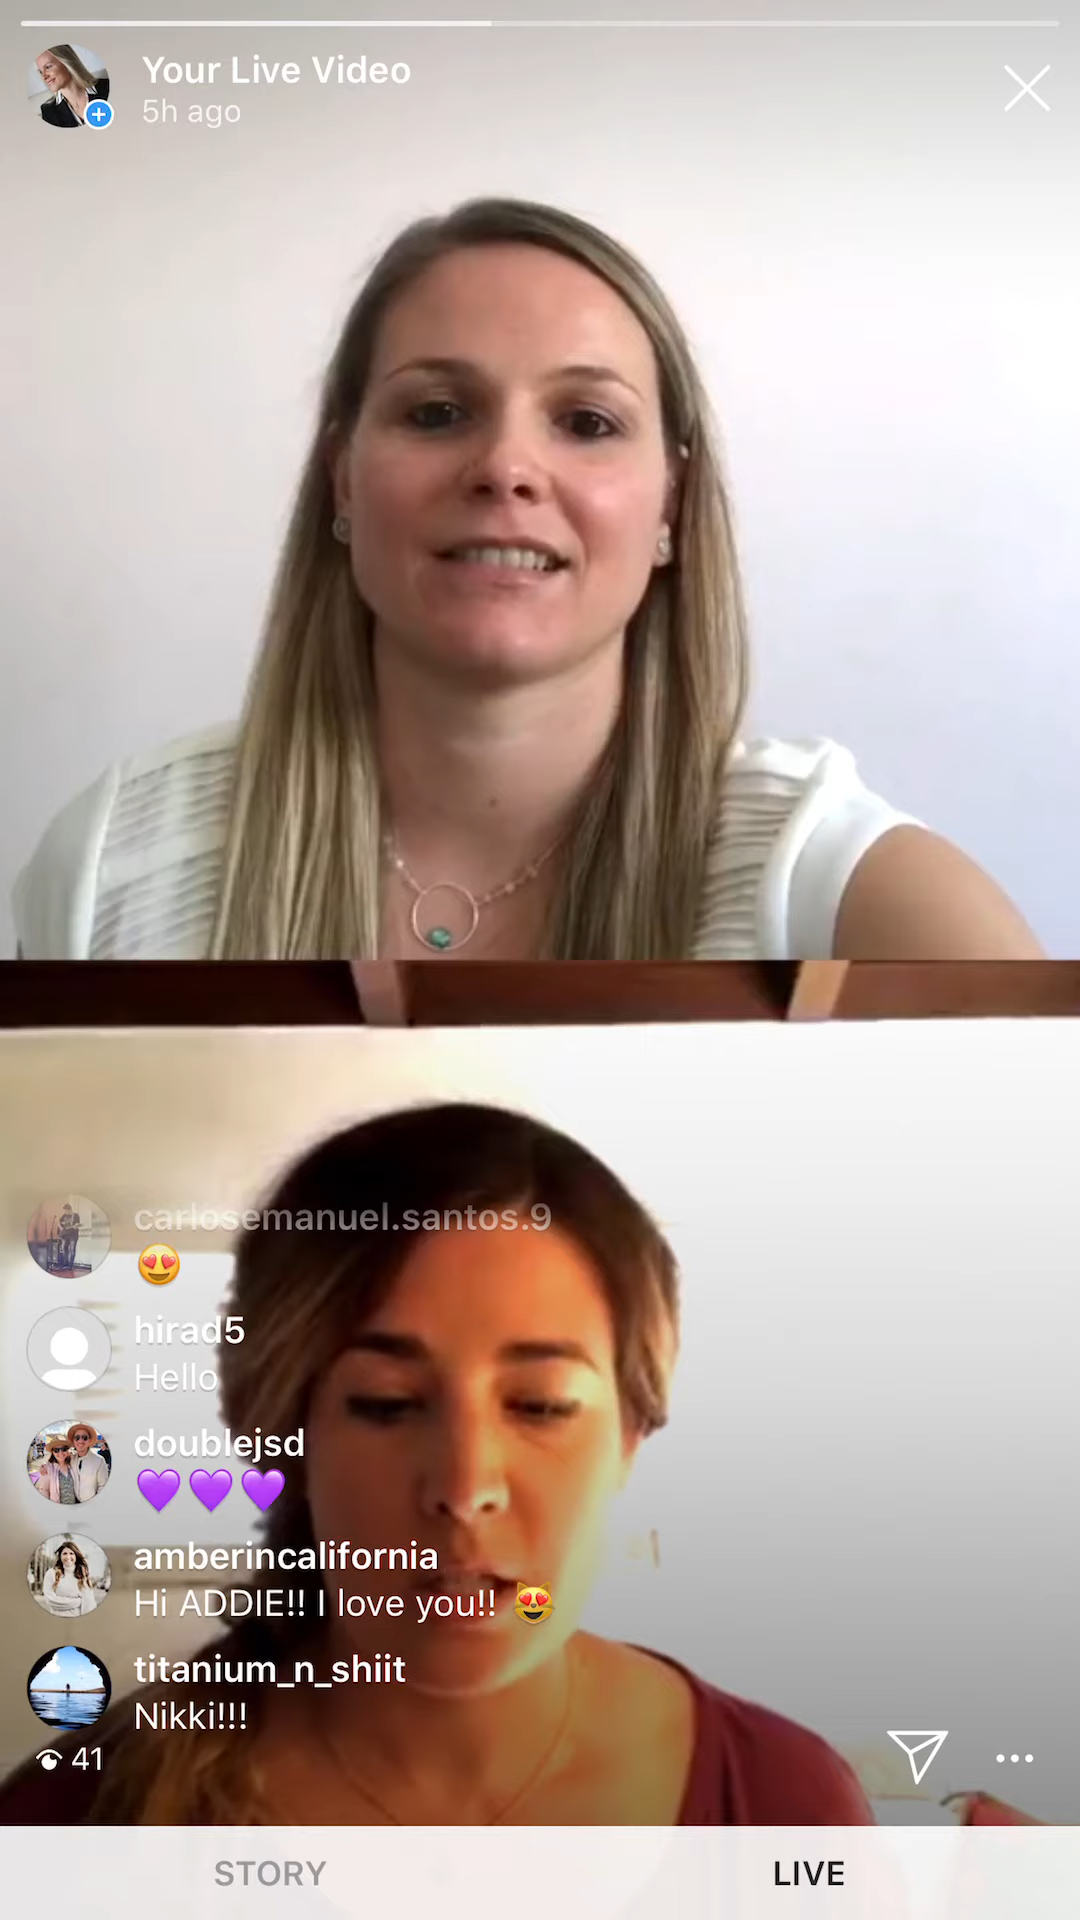 Your Live Video
5h ago
carlosemanuel.santos.9
😍
hirad5
Hello
doublejsd
💜💜💜
amberincalifornia
Hi ADDIE!! I love you!! 😻
titanium_n_shiit
Nikki!!!
41
STORY
LIVE